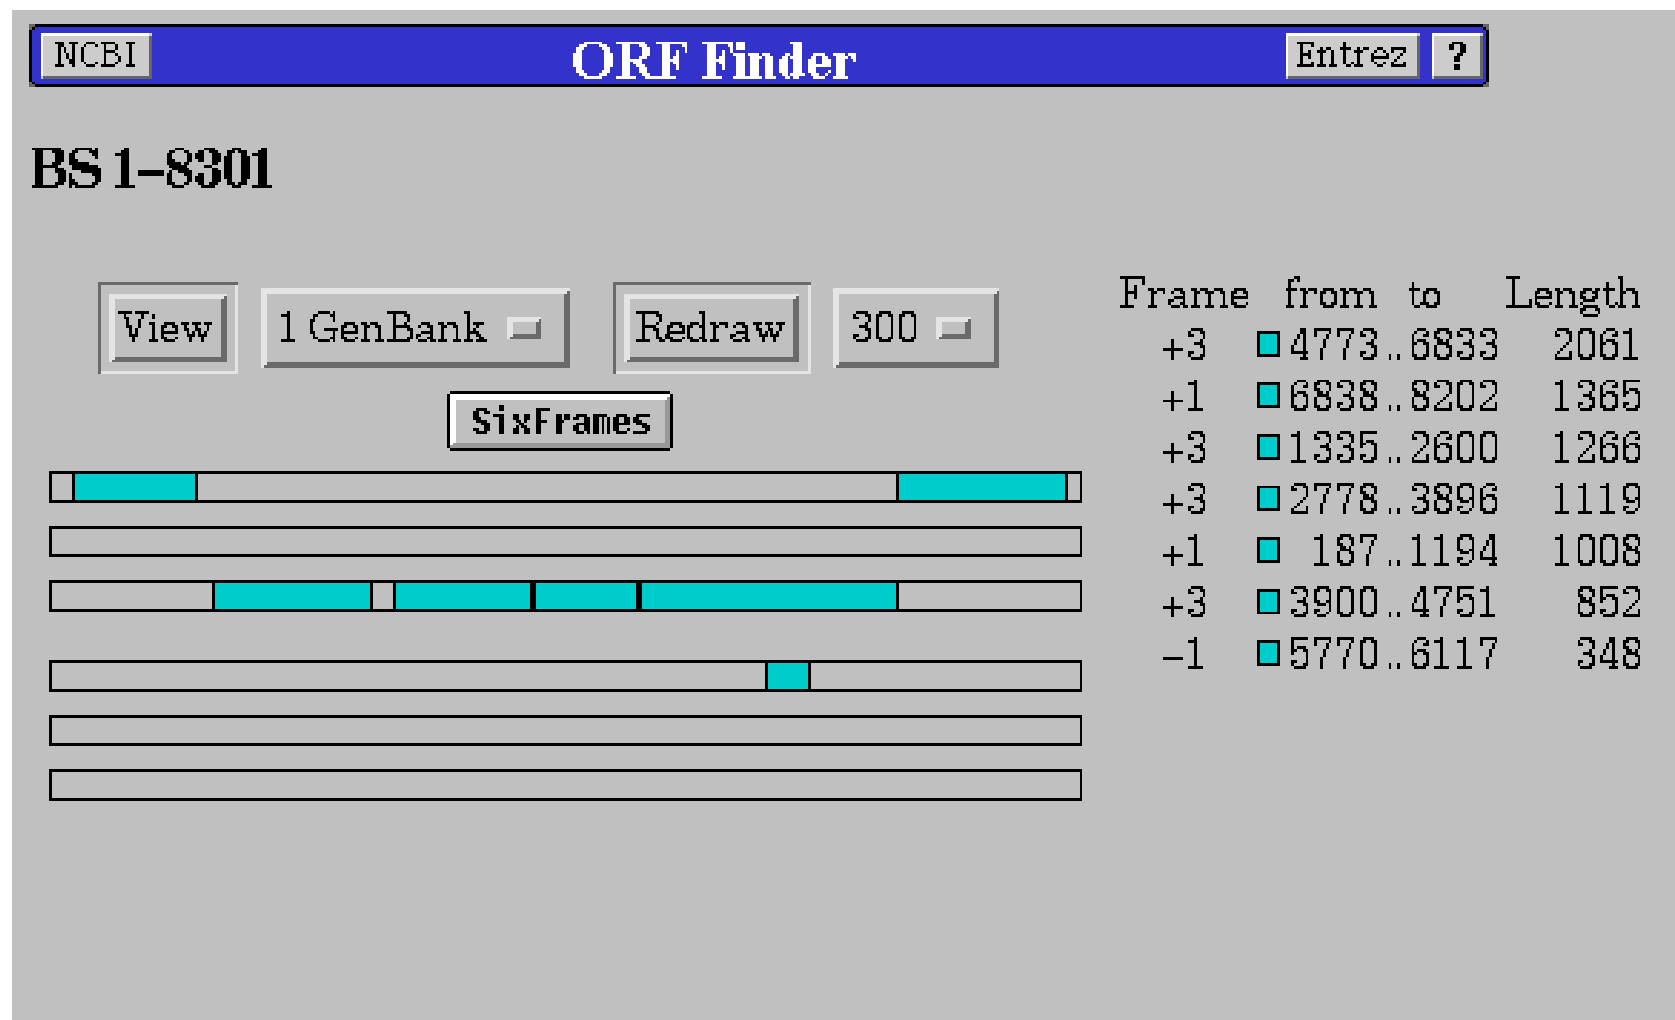 NCBI ORF Finder Entrez ?
BS 1–8301
View 1 GenBank Redraw 300
SixFrames
Frame from to Length
+3 4773..6833 2061
+1 6838..8202 1365
+3 1335..2600 1266
+3 2778..3896 1119
+1 187..1194 1008
+3 3900..4751 852
−1 5770..6117 348